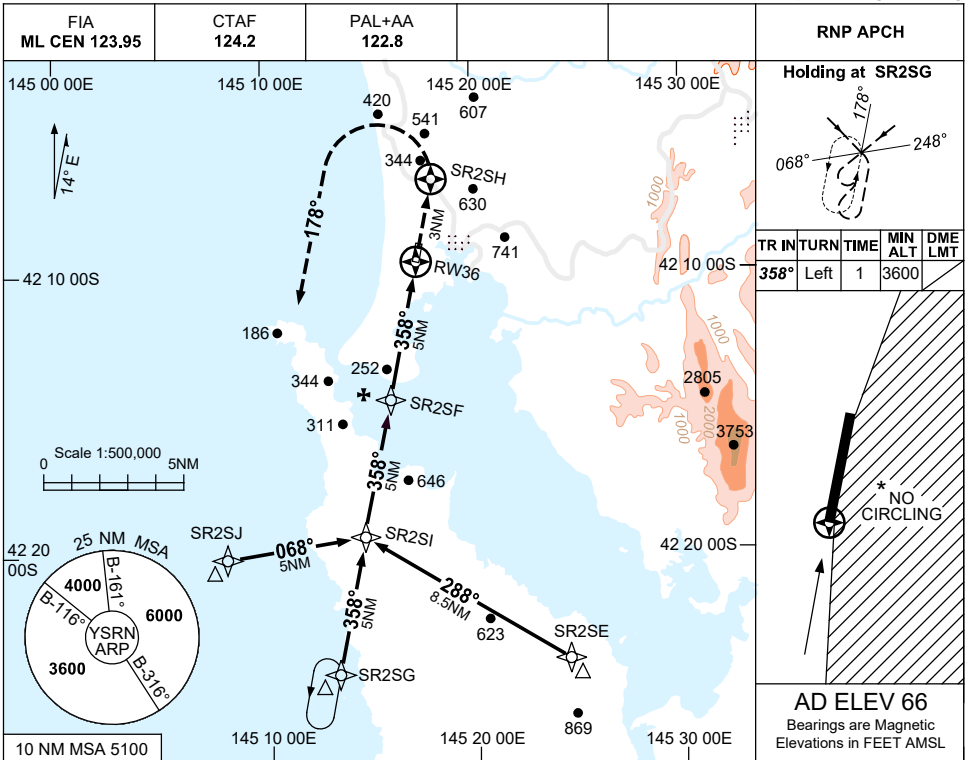 FIA
ML CEN 123.95
CTAF
124.2
PAL+AA
122.8
RNP APCH
145 00 00E
145 10 00E
145 20 00E
145 30 00E
14° E
420
541
607
344
SR2SH
630
178°
3NM
741
1000
RW36
42 10 00S
42 10 00S
186
358°
5NM
1000
252
344
SR2SF
2805
2000
311
1000
3753
Scale 1:500,000
0
5NM
358°
5NM
646
SR2SJ
SR2SI
068°
5NM
42 20
00S
42 20 00S
25 NM MSA
B-161°
4000
6000
B-116°
YSRN
ARP
3600
B-316°
358°
5NM
288°
8.5NM
623
SR2SE
SR2SG
869
10 NM MSA 5100
145 10 00E
145 20 00E
145 30 00E
Holding at SR2SG
178°
068°
248°
TR IN
TURN
TIME
MIN
ALT
DME
LMT
358°
Left
1
3600
* NO
CIRCLING
AD ELEV 66
Bearings are Magnetic
Elevations in FEET AMSL